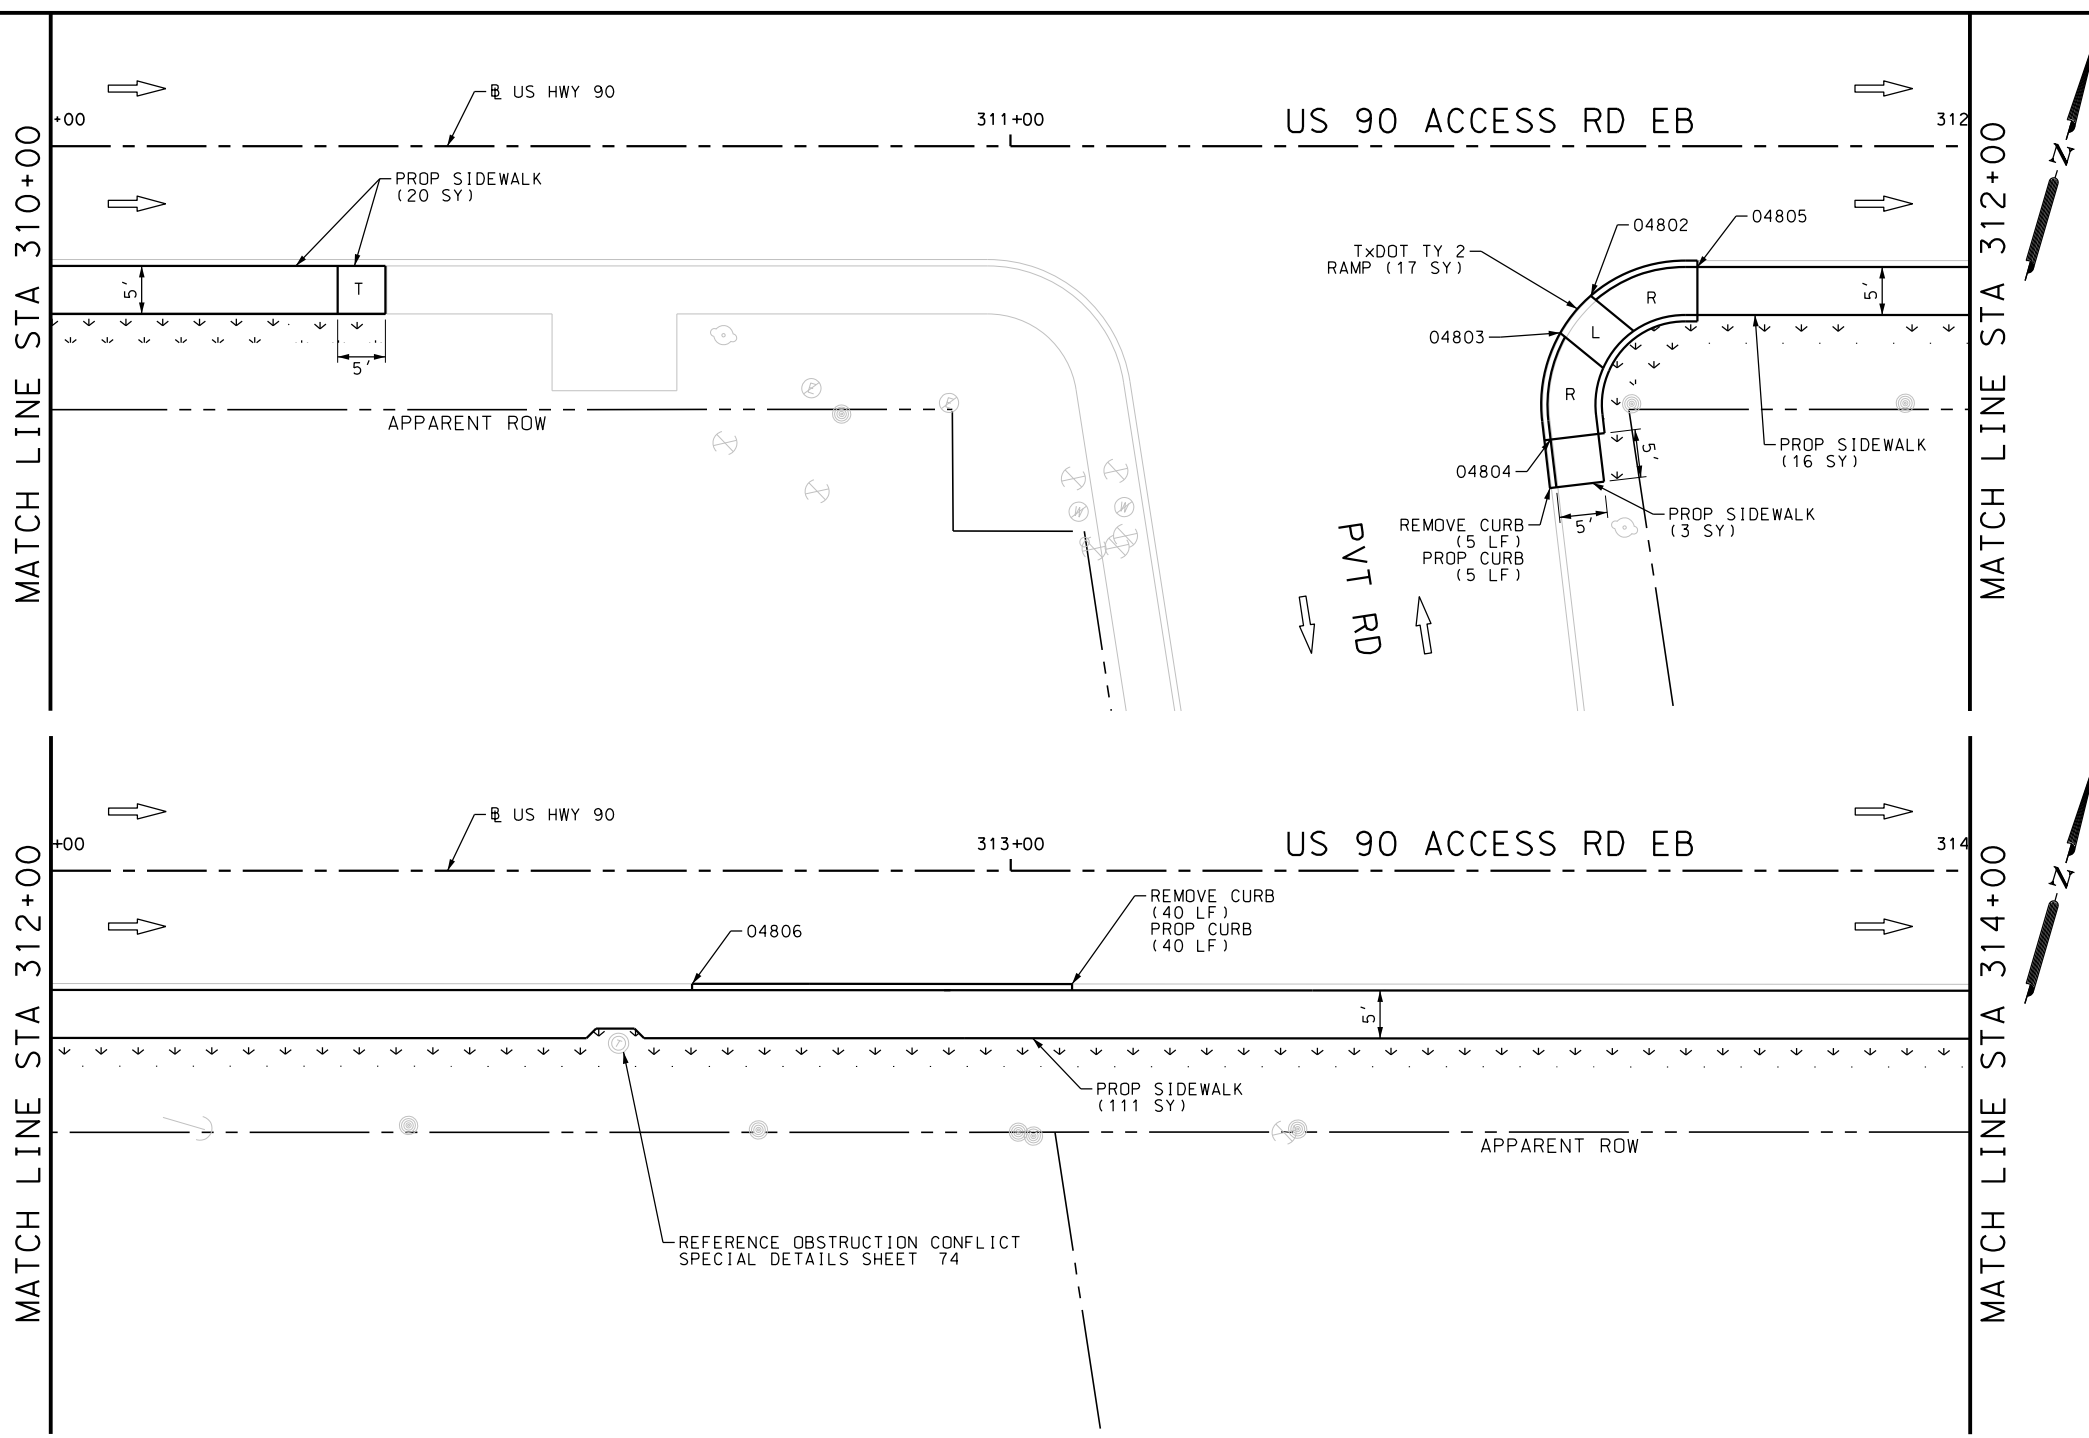 +00
℄ US HWY 90
311+00
US 90 ACCESS RD EB
312
MATCH LINE STA 310+00
PROP SIDEWALK
(20 SY)
5'
T
5'
APPARENT ROW
E
E
W
W
TxDOT TY 2
RAMP (17 SY)
04802
04805
04803
R
L
R
5'
04804
5'
5'
PROP SIDEWALK
(16 SY)
PROP SIDEWALK
(3 SY)
REMOVE CURB
(5 LF)
PROP CURB
(5 LF)
PVT RD
MATCH LINE STA 312+00
N
+00
℄ US HWY 90
313+00
US 90 ACCESS RD EB
314
MATCH LINE STA 312+00
04806
REMOVE CURB
(40 LF)
PROP CURB
(40 LF)
5'
T
PROP SIDEWALK
(111 SY)
APPARENT ROW
REFERENCE OBSTRUCTION CONFLICT
SPECIAL DETAILS SHEET 74
MATCH LINE STA 314+00
N